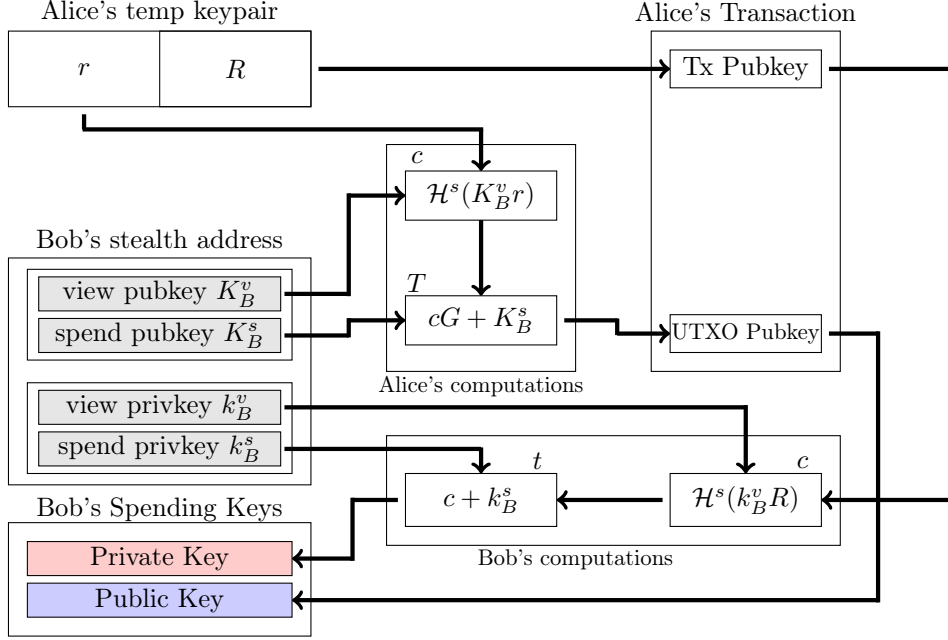 Alice's temp keypair
Alice's Transaction
r
R
Tx Pubkey
c
ℋˢ(K_B^v r)
Bob's stealth address
view pubkey K_B^v
spend pubkey K_B^s
T
cG + K_B^s
UTXO Pubkey
Alice's computations
view privkey k_B^v
spend privkey k_B^s
t
c
c + k_B^s
ℋˢ(k_B^v R)
Bob's Spending Keys
Bob's computations
Private Key
Public Key